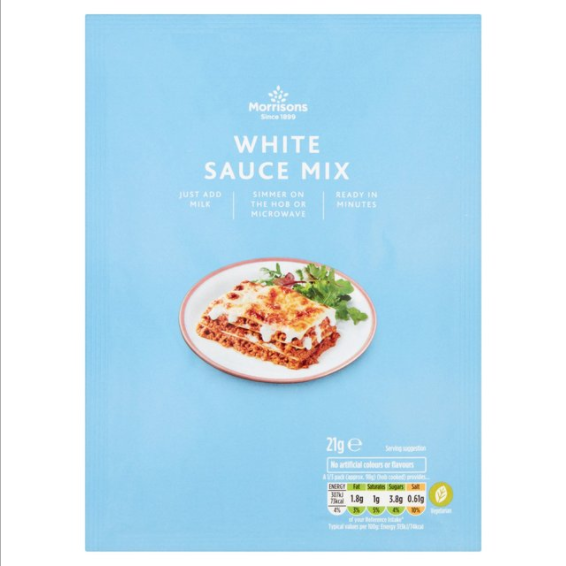 Morrisons
Since 1899
WHITE
SAUCE MIX
JUST ADD
MILK
SIMMER ON
THE HOB OR
MICROWAVE
READY IN
MINUTES
21g e
Serving suggestion
No artificial colours or flavours
ENERGY Fat Saturates Sugars Salt
307kJ
73kcal 1.8g 1g 3.8g 0.61g
4% 3% 5% 4% 10%
of your Reference Intake*
Vegetarian